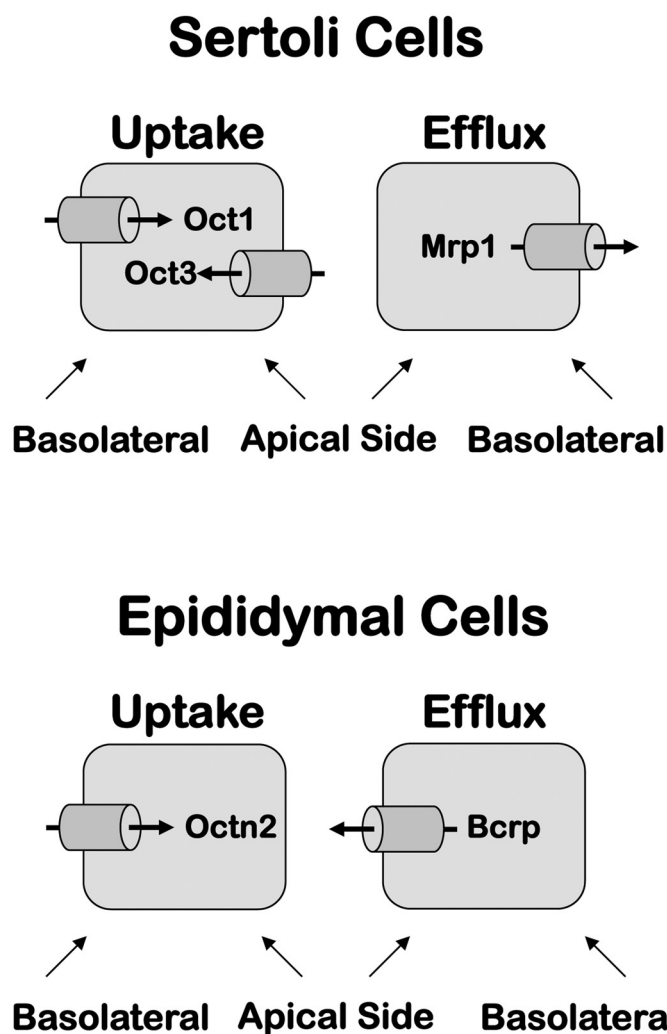 Sertoli Cells
Uptake Efflux
Oct1
Oct3
Mrp1
Basolateral Apical Side Basolateral
Epididymal Cells
Uptake Efflux
Octn2 Bcrp
Basolateral Apical Side Basolatera